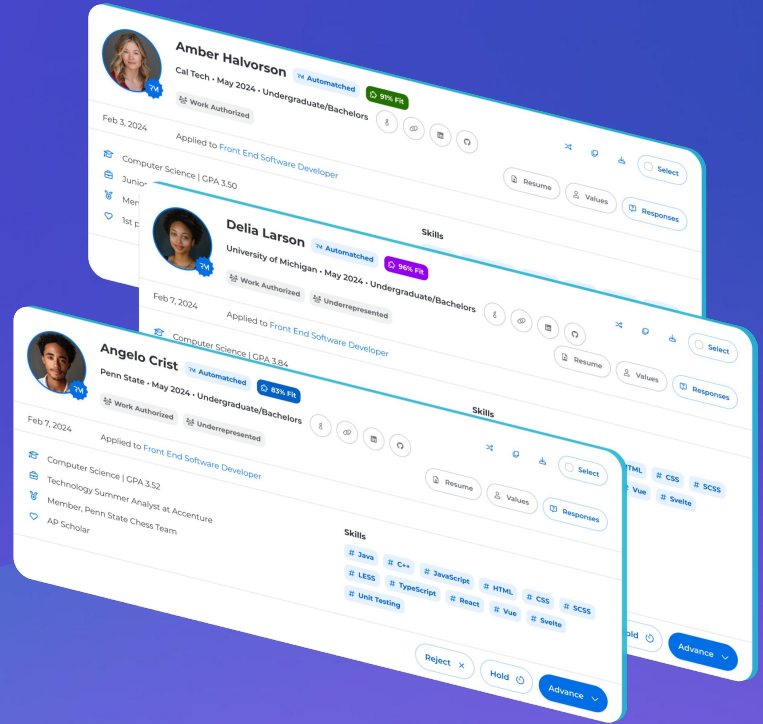 Amber Halvorson Automatched 91% Fit
Cal Tech • May 2024 • Undergraduate/Bachelors
Work Authorized
Select
Feb 3, 2024 Applied to Front End Software Developer
Resume Values Responses
Computer Science | GPA 3.50
Skills
Delia Larson Automatched 96% Fit
University of Michigan • May 2024 • Undergraduate/Bachelors
Work Authorized Underrepresented
Select
Feb 7, 2024 Applied to Front End Software Developer
Resume Values Responses
Computer Science | GPA 3.84
Skills
# CSS # SCSS
# Vue # Svelte
Advance
Angelo Crist Automatched 83% Fit
Penn State • May 2024 • Undergraduate/Bachelors
Work Authorized Underrepresented
Select
Feb 7, 2024 Applied to Front End Software Developer
Resume Values Responses
Computer Science | GPA 3.52
Technology Summer Analyst at Accenture
Member, Penn State Chess Team
AP Scholar
Skills
# Java # C++ # JavaScript # HTML # CSS # SCSS
# LESS # TypeScript # React # Vue # Svelte
# Unit Testing
Reject × Hold Advance